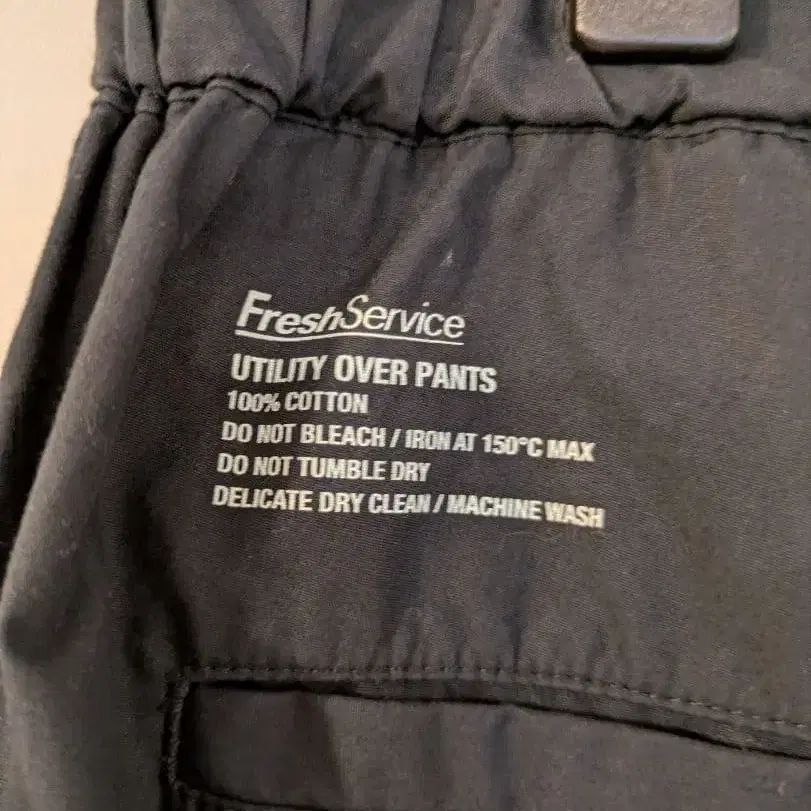 FreshService
UTILITY OVER PANTS
100% COTTON
DO NOT BLEACH / IRON AT 150°C MAX
DO NOT TUMBLE DRY
DELICATE DRY CLEAN / MACHINE WASH